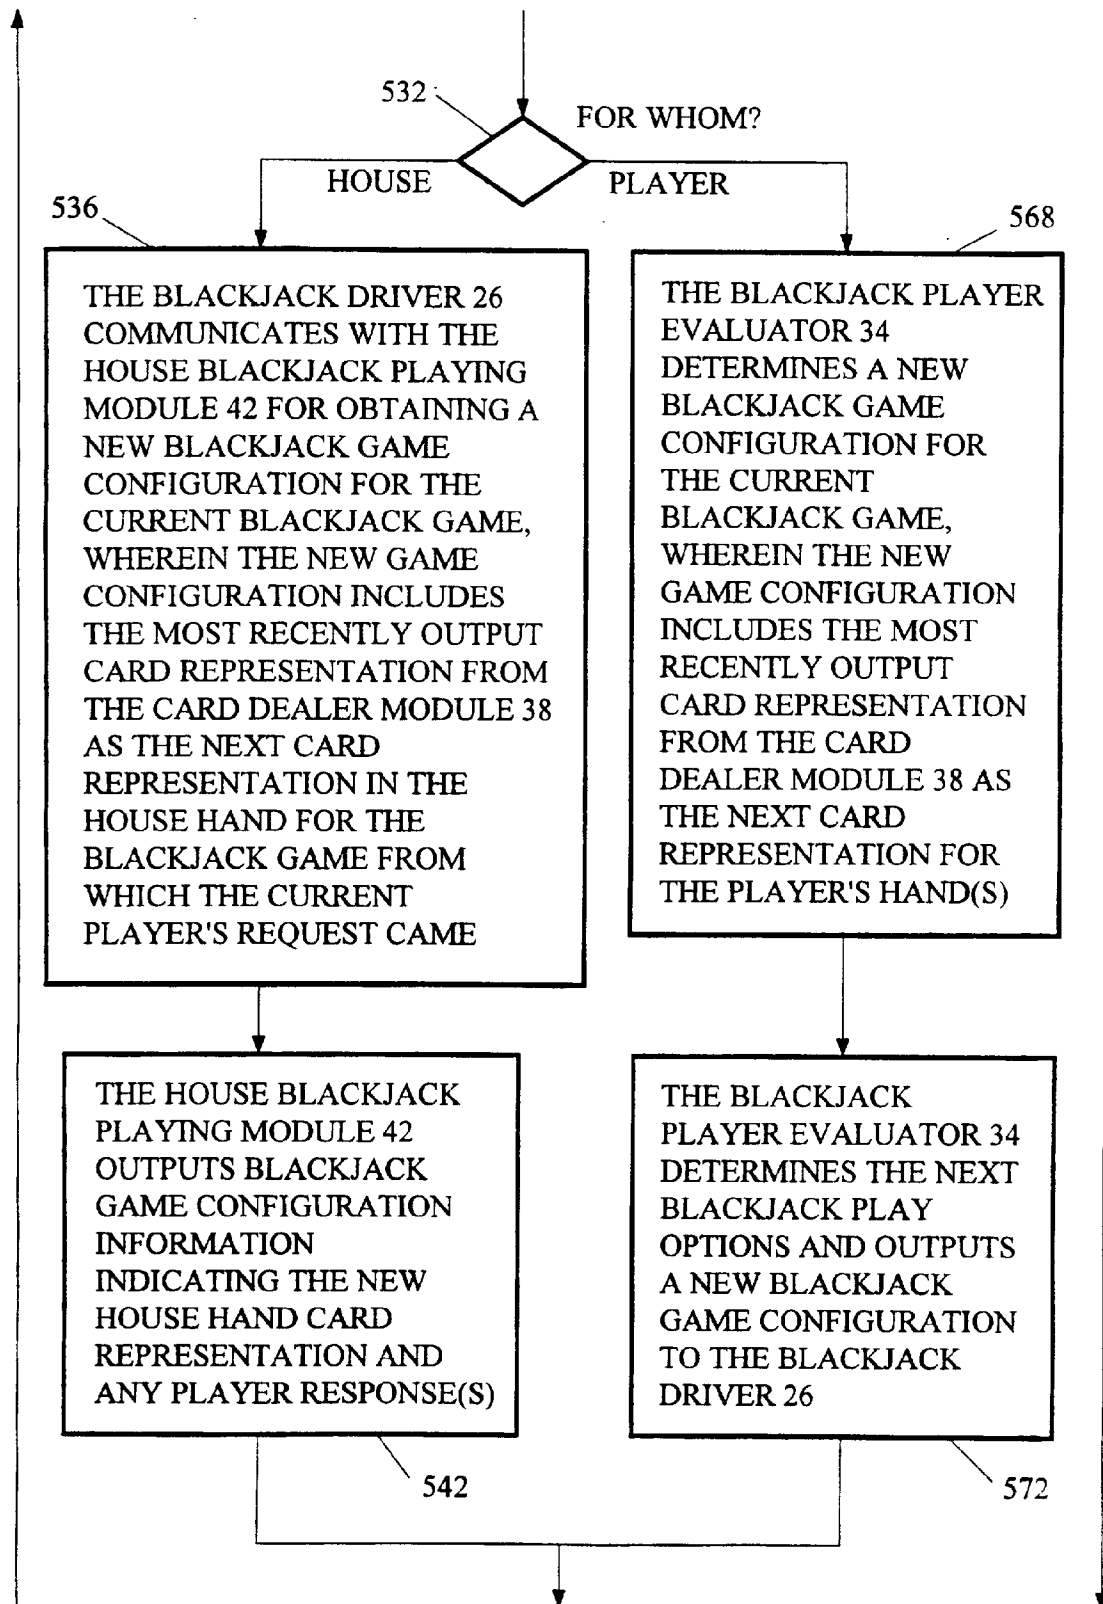 532
FOR WHOM?
HOUSE
PLAYER
536
THE BLACKJACK DRIVER 26
COMMUNICATES WITH THE
HOUSE BLACKJACK PLAYING
MODULE 42 FOR OBTAINING A
NEW BLACKJACK GAME
CONFIGURATION FOR THE
CURRENT BLACKJACK GAME,
WHEREIN THE NEW GAME
CONFIGURATION INCLUDES
THE MOST RECENTLY OUTPUT
CARD REPRESENTATION FROM
THE CARD DEALER MODULE 38
AS THE NEXT CARD
REPRESENTATION IN THE
HOUSE HAND FOR THE
BLACKJACK GAME FROM
WHICH THE CURRENT
PLAYER'S REQUEST CAME
568
THE BLACKJACK PLAYER
EVALUATOR 34
DETERMINES A NEW
BLACKJACK GAME
CONFIGURATION FOR
THE CURRENT
BLACKJACK GAME,
WHEREIN THE NEW
GAME CONFIGURATION
INCLUDES THE MOST
RECENTLY OUTPUT
CARD REPRESENTATION
FROM THE CARD
DEALER MODULE 38 AS
THE NEXT CARD
REPRESENTATION FOR
THE PLAYER'S HAND(S)
THE HOUSE BLACKJACK
PLAYING MODULE 42
OUTPUTS BLACKJACK
GAME CONFIGURATION
INFORMATION
INDICATING THE NEW
HOUSE HAND CARD
REPRESENTATION AND
ANY PLAYER RESPONSE(S)
542
THE BLACKJACK
PLAYER EVALUATOR 34
DETERMINES THE NEXT
BLACKJACK PLAY
OPTIONS AND OUTPUTS
A NEW BLACKJACK
GAME CONFIGURATION
TO THE BLACKJACK
DRIVER 26
572